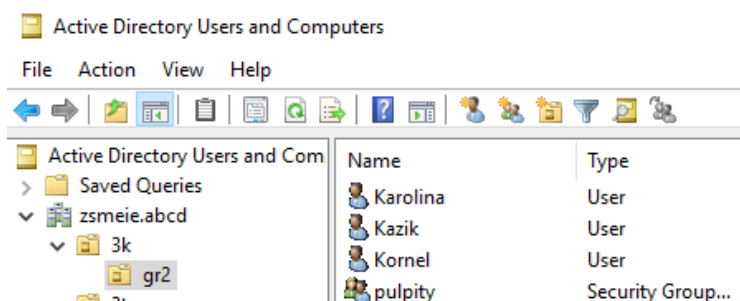 Active Directory Users and Computers
File Action View Help
Active Directory Users and Com
Name Type
Saved Queries
Karolina User
zsmeie.abcd
Kazik User
3k
Kornel User
gr2
pulpity Security Group...